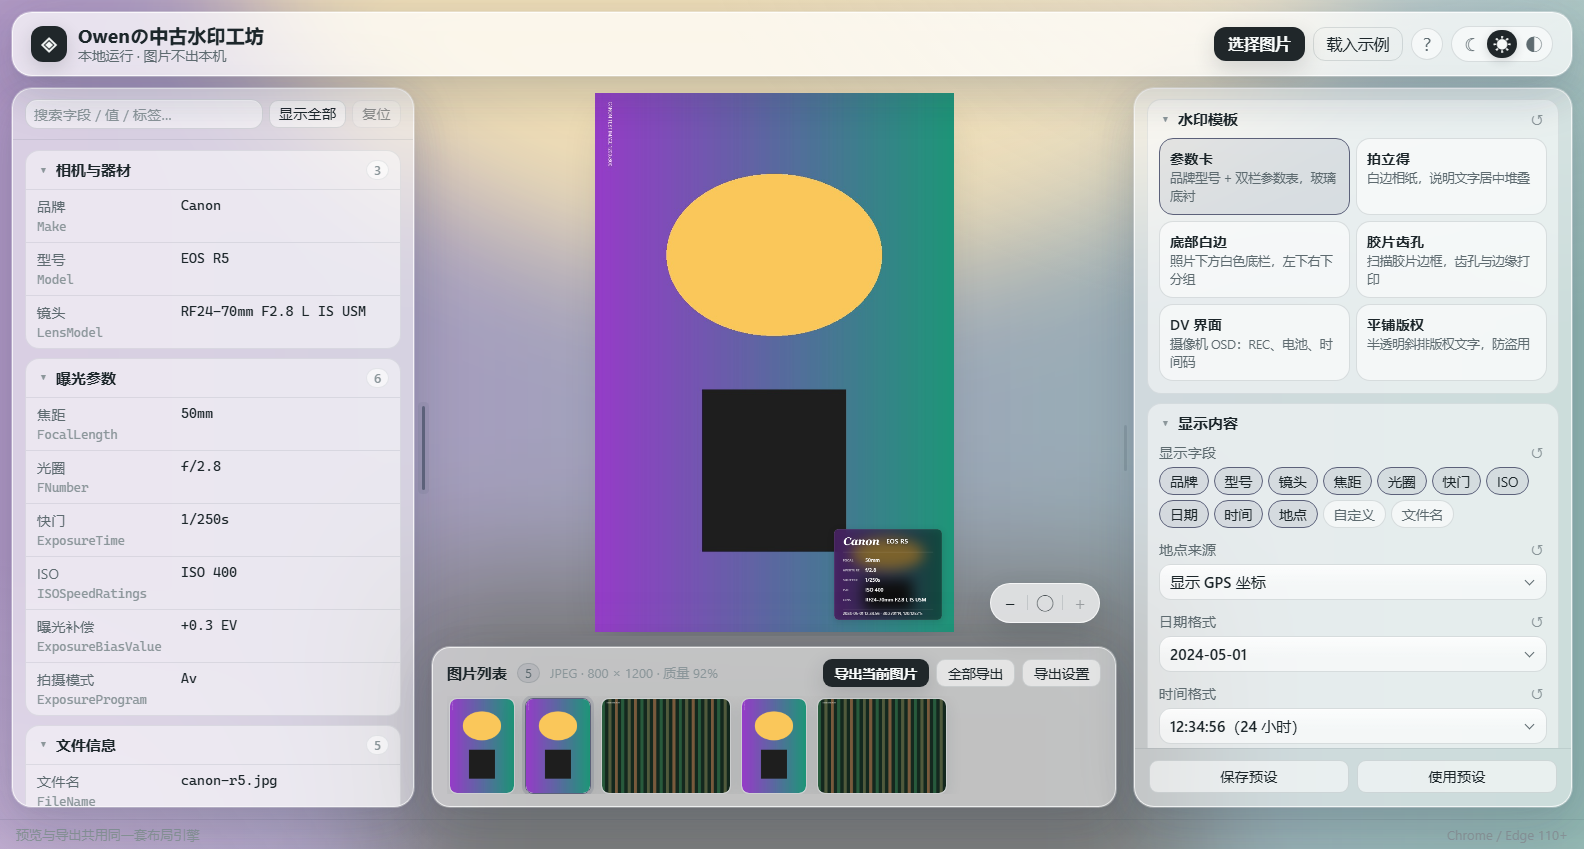 Owenの中古水印工坊
本地运行 · 图片不出本机
选择图片
载入示例
?
搜索字段 / 值 / 标签...
显示全部
复位
相机与器材
3
品牌
Canon
Make
型号
EOS R5
Model
镜头
RF24-70mm F2.8 L IS USM
LensModel
曝光参数
6
焦距
50mm
FocalLength
光圈
f/2.8
FNumber
快门
1/250s
ExposureTime
ISO
ISO 400
ISOSpeedRatings
曝光补偿
+0.3 EV
ExposureBiasValue
拍摄模式
Av
ExposureProgram
文件信息
5
文件名
canon-r5.jpg
FileName
Canon EOS R5
50mm
f/2.8
1/250s
ISO 400
RF24-70mm F2.8 L IS USM
图片列表
5
JPEG · 800 × 1200 · 质量 92%
导出当前图片
全部导出
导出设置
水印模板
参数卡
品牌型号 + 双栏参数表，玻璃
底衬
拍立得
白边相纸，说明文字居中堆叠
底部白边
照片下方白色底栏，左下右下
分组
胶片齿孔
扫描胶片边框，齿孔与边缘打
印
DV 界面
摄像机 OSD：REC、电池、时
间码
平铺版权
半透明斜排版权文字，防盗用
显示内容
显示字段
品牌
型号
镜头
焦距
光圈
快门
ISO
日期
时间
地点
自定义
文件名
地点来源
显示 GPS 坐标
日期格式
2024-05-01
时间格式
12:34:56（24 小时）
保存预设
使用预设
预览与导出共用同一套布局引擎
Chrome / Edge 110+